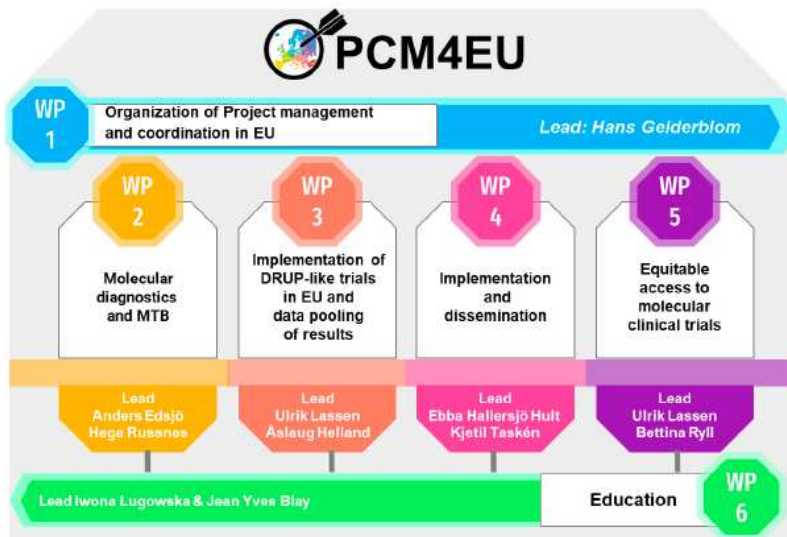 PCM4EU
WP
1
Organization of Project management
and coordination in EU
Lead: Hans Gelderblom
WP
2
Molecular
diagnostics
and MTB
WP
3
Implementation of
DRUP-like trials
in EU and
data pooling
of results
WP
4
Implementation
and
dissemination
WP
5
Equitable
access to
molecular
clinical trials
Lead
Anders Edsjö
Hege Russnes
Lead
Ulrik Lassen
Åslaug Helland
Lead
Ebba Hallersjö Hult
Kjetil Taskén
Lead
Ulrik Lassen
Bettina Ryll
Lead Iwona Ługowska & Jean Yves Blay
Education
WP
6